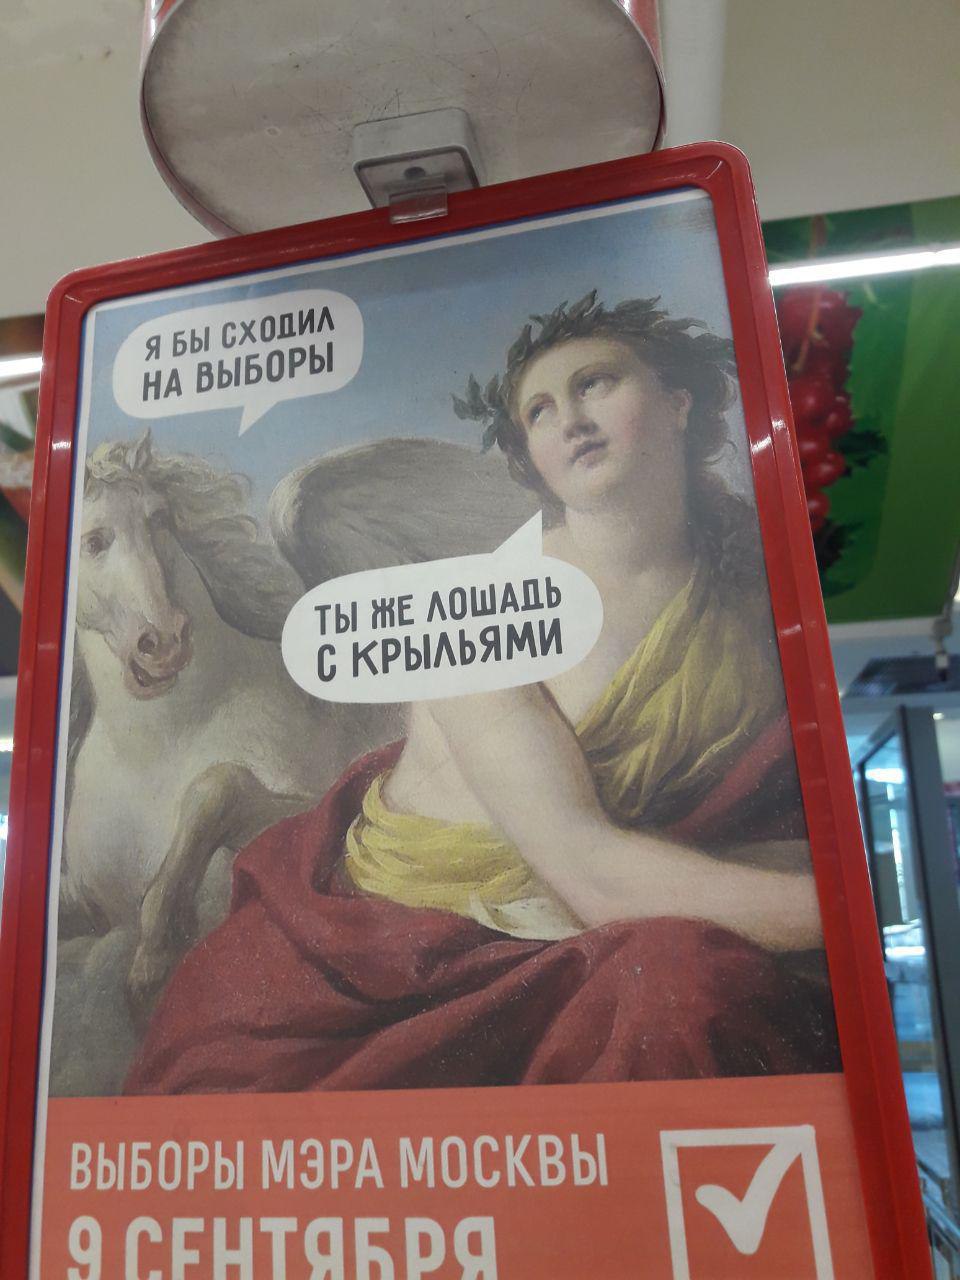 Я БЫ СХОДИЛ
НА ВЫБОРЫ
ТЫ ЖЕ ЛОШАДЬ
С КРЫЛЬЯМИ
ВЫБОРЫ МЭРА МОСКВЫ
9 СЕНТЯБРЯ